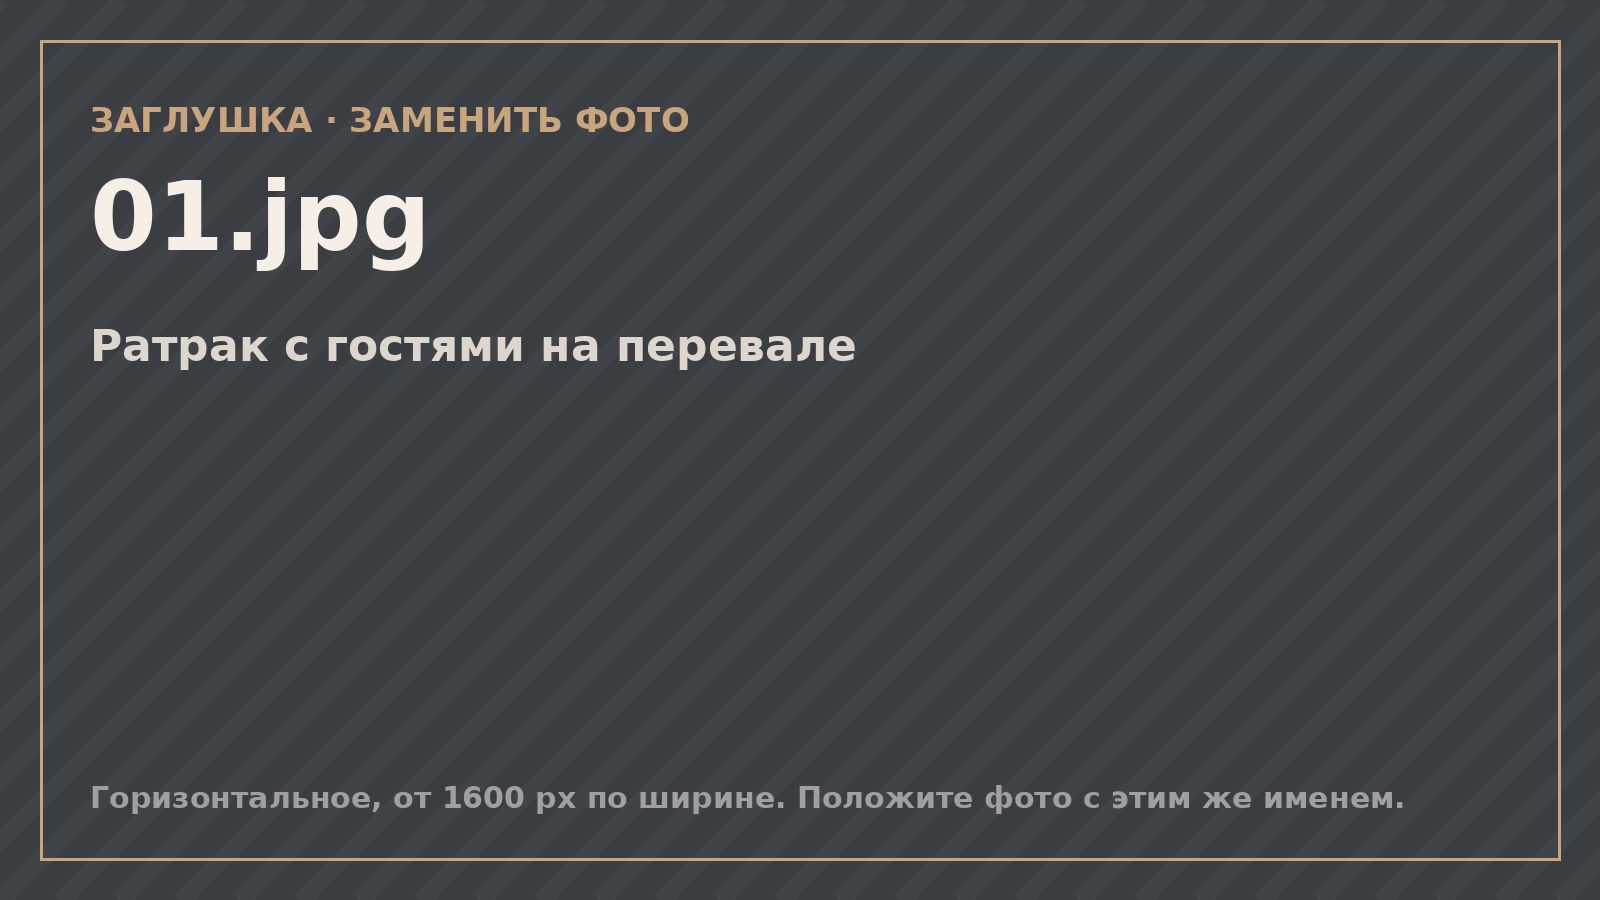 ЗАГЛУШКА · ЗАМЕНИТЬ ФОТО
01.jpg
Ратрак с гостями на перевале
Горизонтальное, от 1600 px по ширине. Положите фото с этим же именем.